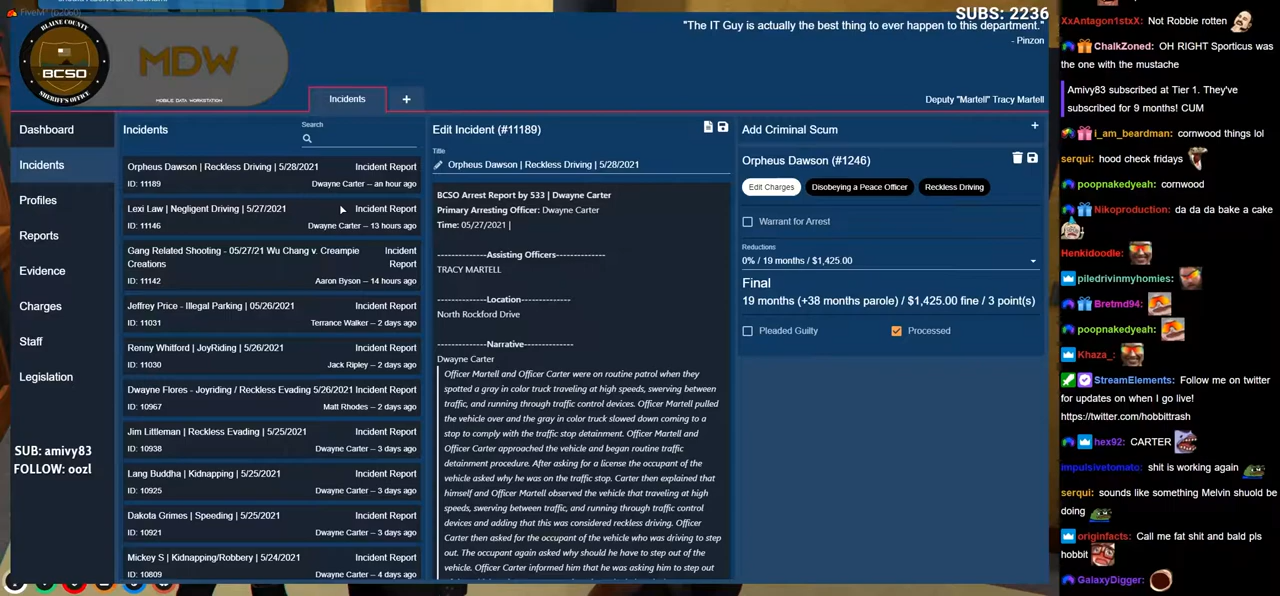 FiveM® (b2060)
SUBS: 2236
"The IT Guy is actually the best thing to ever happen to this department."
- Pinzon
BLAINE COUNTY
BCSO
SHERIFF'S OFFICE
MDW
MOBILE DATA WORKSTATION
Incidents
+
Deputy "Martell" Tracy Martell
Dashboard
Incidents
Profiles
Reports
Evidence
Charges
Staff
Legislation
SUB: amivy83
FOLLOW: oozl
Incidents
Search
Orpheus Dawson | Reckless Driving | 5/28/2021 Incident Report
ID: 11189 Dwayne Carter – an hour ago
Lexi Law | Negligent Driving | 5/27/2021 Incident Report
ID: 11146 Dwayne Carter – 13 hours ago
Gang Related Shooting - 05/27/21 Wu Chang v. Creampie Incident
Creations Report
ID: 11142 Aaron Byson – 14 hours ago
Jeffrey Price - Illegal Parking | 05/26/2021 Incident Report
ID: 11031 Terrance Walker – 2 days ago
Renny Whitford | JoyRiding | 5/26/2021 Incident Report
ID: 11030 Jack Ripley – 2 days ago
Dwayne Flores - Joyriding / Reckless Evading 5/26/2021 Incident Report
ID: 10967 Matt Rhodes – 2 days ago
Jim Littleman | Reckless Evading | 5/25/2021 Incident Report
ID: 10938 Dwayne Carter – 3 days ago
Lang Buddha | Kidnapping | 5/25/2021 Incident Report
ID: 10925 Dwayne Carter – 3 days ago
Dakota Grimes | Speeding | 5/25/2021 Incident Report
ID: 10921 Dwayne Carter – 3 days ago
Mickey S | Kidnapping/Robbery | 5/24/2021 Incident Report
ID: 10809 Dwayne Carter – 4 days ago
Edit Incident (#11189)
Title
Orpheus Dawson | Reckless Driving | 5/28/2021
BCSO Arrest Report by 533 | Dwayne Carter
Primary Arresting Officer: Dwayne Carter
Time: 05/27/2021 |
--------------Assisting Officers--------------
TRACY MARTELL
--------------Location--------------
North Rockford Drive
--------------Narrative--------------
Dwayne Carter
Officer Martell and Officer Carter were on routine patrol when they
spotted a gray in color truck traveling at high speeds, swerving between
traffic, and running through traffic control devices. Officer Martell pulled
the vehicle over and the gray in color truck slowed down coming to a
stop to comply with the traffic stop detainment. Officer Martell and
Officer Carter approached the vehicle and began routine traffic
detainment procedure. After asking for a license the occupant of the
vehicle asked why he was on the traffic stop. Carter then explained that
himself and Officer Martell observed the vehicle that traveling at high
speeds, swerving between traffic, and running through traffic control
devices and adding that this was considered reckless driving. Officer
Carter then asked for the occupant of the vehicle who was driving to step
out. The occupant again asked why should he have to step out of the
vehicle. Officer Carter informed him that he was asking him to step out
Add Criminal Scum
+
Orpheus Dawson (#1246)
Edit Charges Disobeying a Peace Officer Reckless Driving
Warrant for Arrest
Reductions
0% / 19 months / $1,425.00
Final
19 months (+38 months parole) / $1,425.00 fine / 3 point(s)
Pleaded Guilty Processed
XxAntagon1stxX: Not Robbie rotten
ChalkZoned: OH RIGHT Sporticus was
the one with the mustache
Amivy83 subscribed at Tier 1. They've
subscribed for 9 months! CUM
i_am_beardman: cornwood things lol
serqui: hood check fridays
poopnakedyeah: cornwood
Nikoproduction: da da da bake a cake
Henkidoodle:
piledrivinmyhomies:
Bretmd94:
poopnakedyeah:
Khaza_:
StreamElements: Follow me on twitter
for updates on when I go live!
https://twitter.com/hobbittrash
hex92: CARTER
impulsivetomato: shit is working again
serqui: sounds like something Melvin shuold be
doing
originfacts: Call me fat shit and bald pls
hobbit
GalaxyDigger: